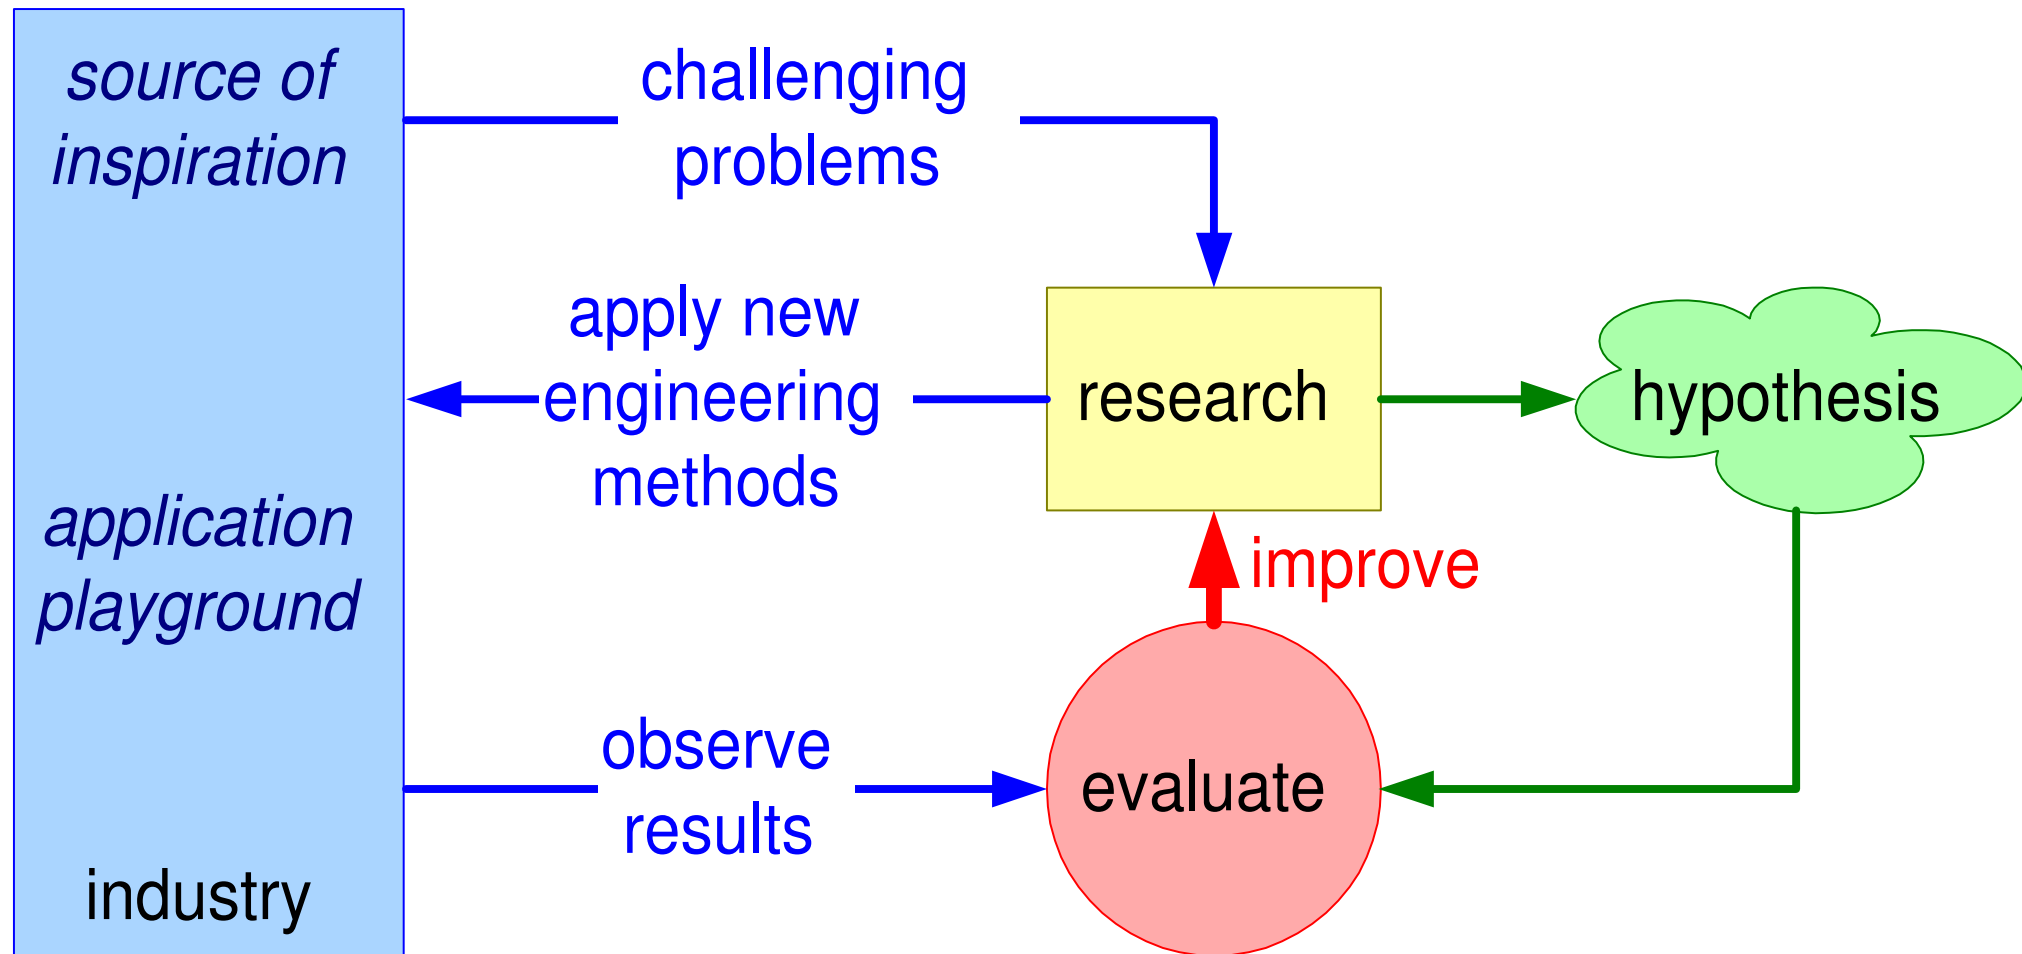 source of
inspiration
application
playground
industry
challenging
problems
apply new
engineering
methods
observe
results
research
improve
evaluate
hypothesis